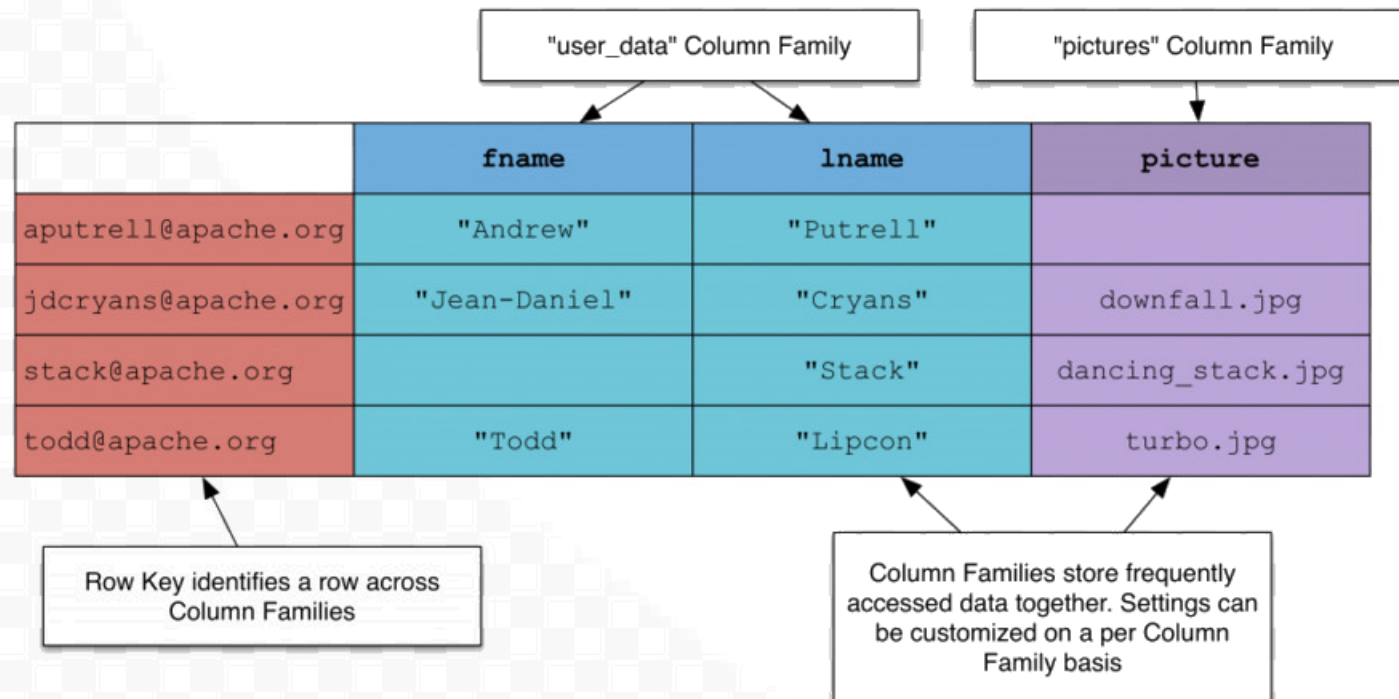 "user_data" Column Family
"pictures" Column Family
fname lname picture
aputrell@apache.org "Andrew" "Putrell"
jdcryans@apache.org "Jean-Daniel" "Cryans" downfall.jpg
stack@apache.org "Stack" dancing_stack.jpg
todd@apache.org "Todd" "Lipcon" turbo.jpg
Row Key identifies a row across
Column Families
Column Families store frequently
accessed data together. Settings can
be customized on a per Column
Family basis